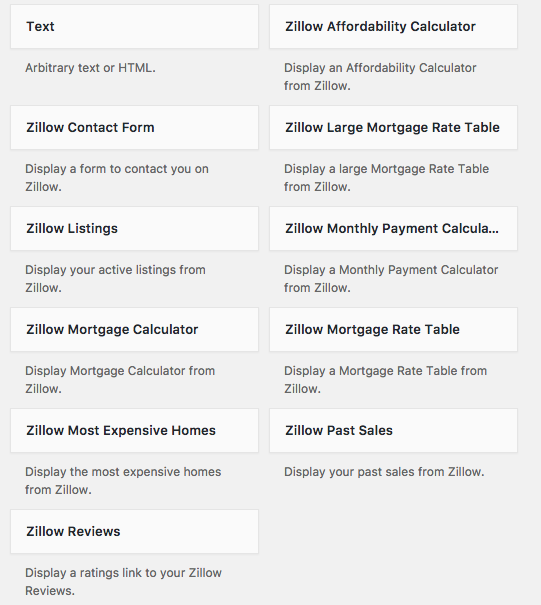 Text
Arbitrary text or HTML.
Zillow Affordability Calculator
Display an Affordability Calculator
from Zillow.
Zillow Contact Form
Display a form to contact you on
Zillow.
Zillow Large Mortgage Rate Table
Display a large Mortgage Rate Table
from Zillow.
Zillow Listings
Display your active listings from
Zillow.
Zillow Monthly Payment Calcula...
Display a Monthly Payment Calculator
from Zillow.
Zillow Mortgage Calculator
Display Mortgage Calculator from
Zillow.
Zillow Mortgage Rate Table
Display a Mortgage Rate Table from
Zillow.
Zillow Most Expensive Homes
Display the most expensive homes
from Zillow.
Zillow Past Sales
Display your past sales from Zillow.
Zillow Reviews
Display a ratings link to your Zillow
Reviews.